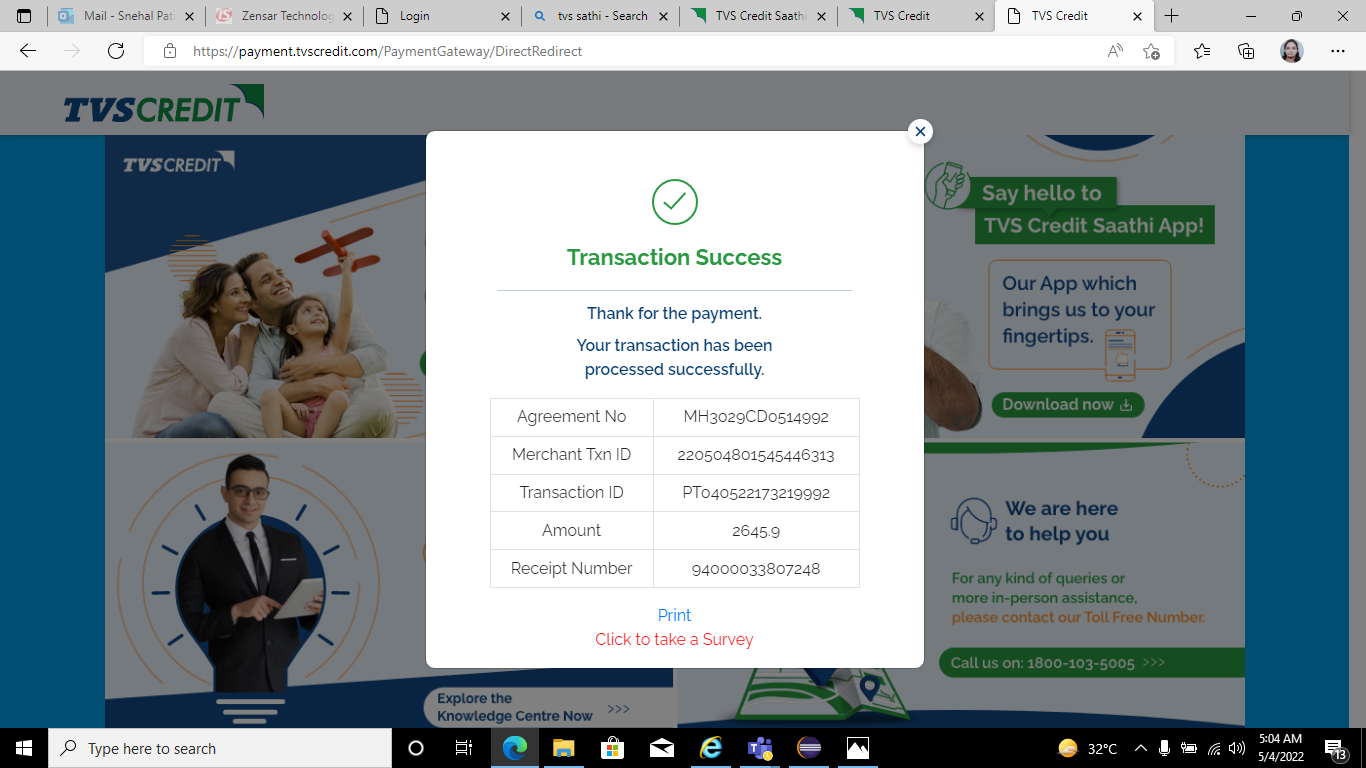 Mail - Snehal Pati
Zensar Technolog
Login
tvs sathi - Search
TVS Credit Saathi
TVS Credit
TVS Credit
https://payment.tvscredit.com/PaymentGateway/DirectRedirect
TVS CREDIT
TVS CREDIT
Say hello to
TVS Credit Saathi App!
Our App which
brings us to your
fingertips.
Download now
Transaction Success
Thank for the payment.
Your transaction has been
processed successfully.
Agreement No MH3029CD0514992
Merchant Txn ID 220504801545446313
Transaction ID PT040522173219992
Amount 2645.9
Receipt Number 94000033807248
Print
Click to take a Survey
We are here
to help you
For any kind of queries or
more in-person assistance,
please contact our Toll Free Number.
Call us on: 1800-103-5005 >>>
Explore the
Knowledge Centre Now >>>
Type here to search
32°C
5:04 AM
5/4/2022
13